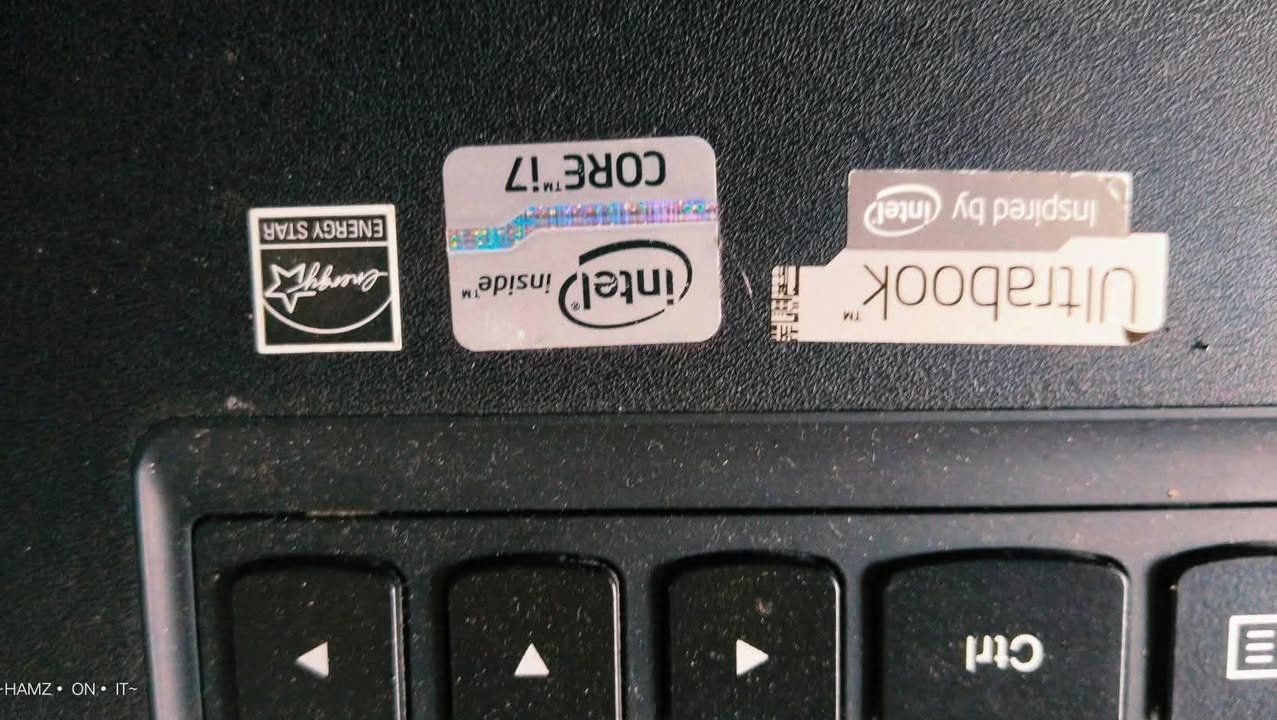 ENERGY STAR
energy
CORE™ i7
intel® inside™
Inspired by intel
Ultrabook™
Ctrl
~HAMZ • ON • IT~